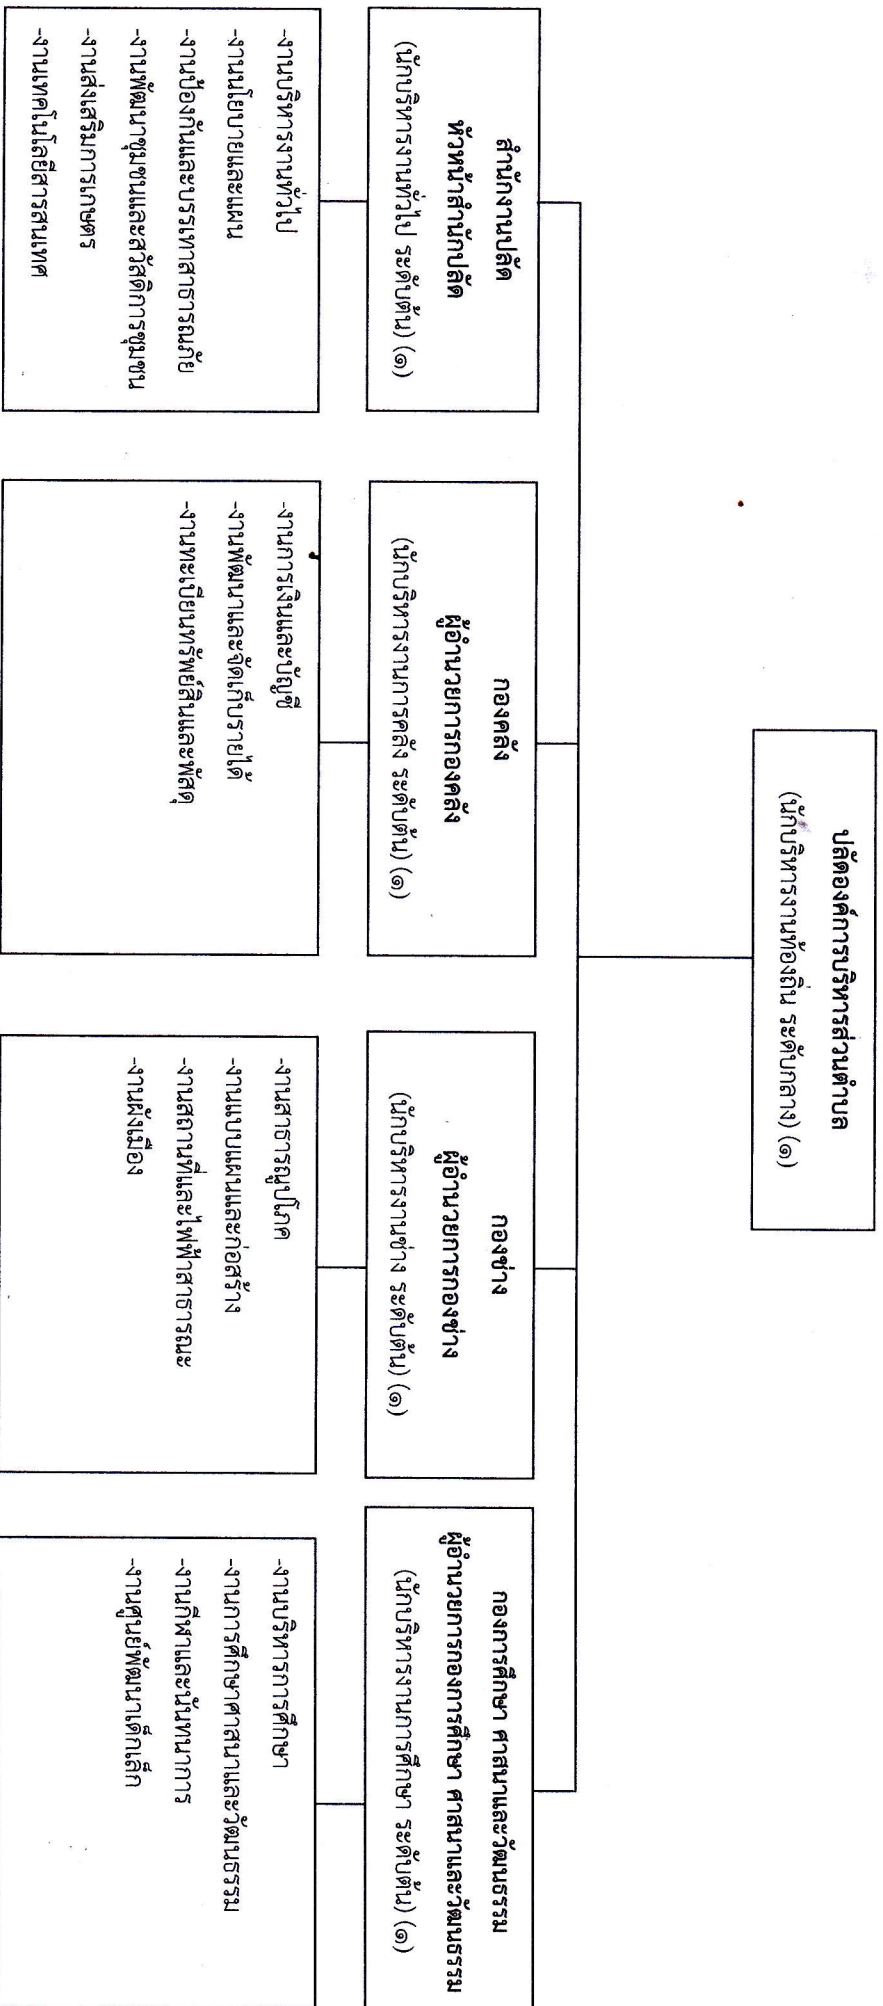 ปลัดองค์การบริหารส่วนตำบล
(นักบริหารงานท้องถิ่น ระดับกลาง) (๑)
สำนักงานปลัด
หัวหน้าสำนักปลัด
(นักบริหารงานทั่วไป ระดับต้น) (๑)
-งานบริหารงานทั่วไป
-งานนโยบายและแผน
-งานป้องกันและบรรเทาสาธารณภัย
-งานพัฒนาชุมชนและสวัสดิการชุมชน
-งานส่งเสริมการเกษตร
-งานเทคโนโลยีสารสนเทศ
กองคลัง
ผู้อำนวยการกองคลัง
(นักบริหารงานการคลัง ระดับต้น) (๑)
-งานการเงินและบัญชี
-งานพัฒนาและจัดเก็บรายได้
-งานทะเบียนทรัพย์สินและพัสดุ
กองช่าง
ผู้อำนวยการกองช่าง
(นักบริหารงานช่าง ระดับต้น) (๑)
-งานสาธารณูปโภค
-งานแบบแผนและก่อสร้าง
-งานสถานที่และไฟฟ้าสาธารณะ
-งานผังเมือง
กองการศึกษา ศาสนาและวัฒนธรรม
ผู้อำนวยการกองการศึกษา ศาสนาและวัฒนธรรม
(นักบริหารงานการศึกษา ระดับต้น) (๑)
-งานบริหารการศึกษา
-งานการศึกษาศาสนาและวัฒนธรรม
-งานกีฬาและนันทนาการ
-งานศูนย์พัฒนาเด็กเล็ก